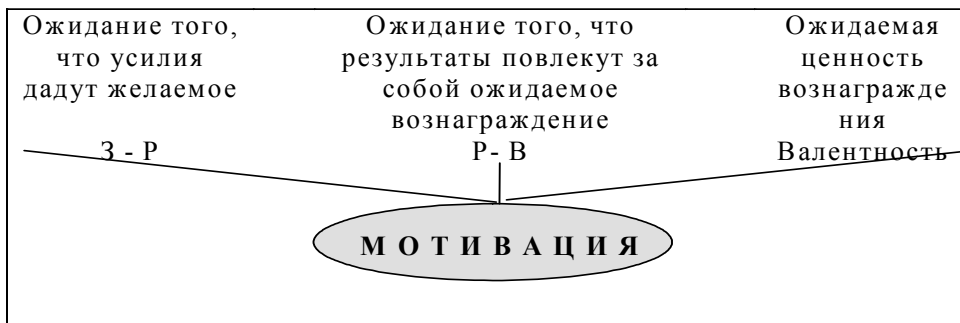 Ожидание того,
что усилия
дадут желаемое
З - Р
Ожидание того, что
результаты повлекут за
собой ожидаемое
вознаграждение
Р- В
Ожидаемая
ценность
вознагражде
ния
Валентность
МОТИВАЦИЯ